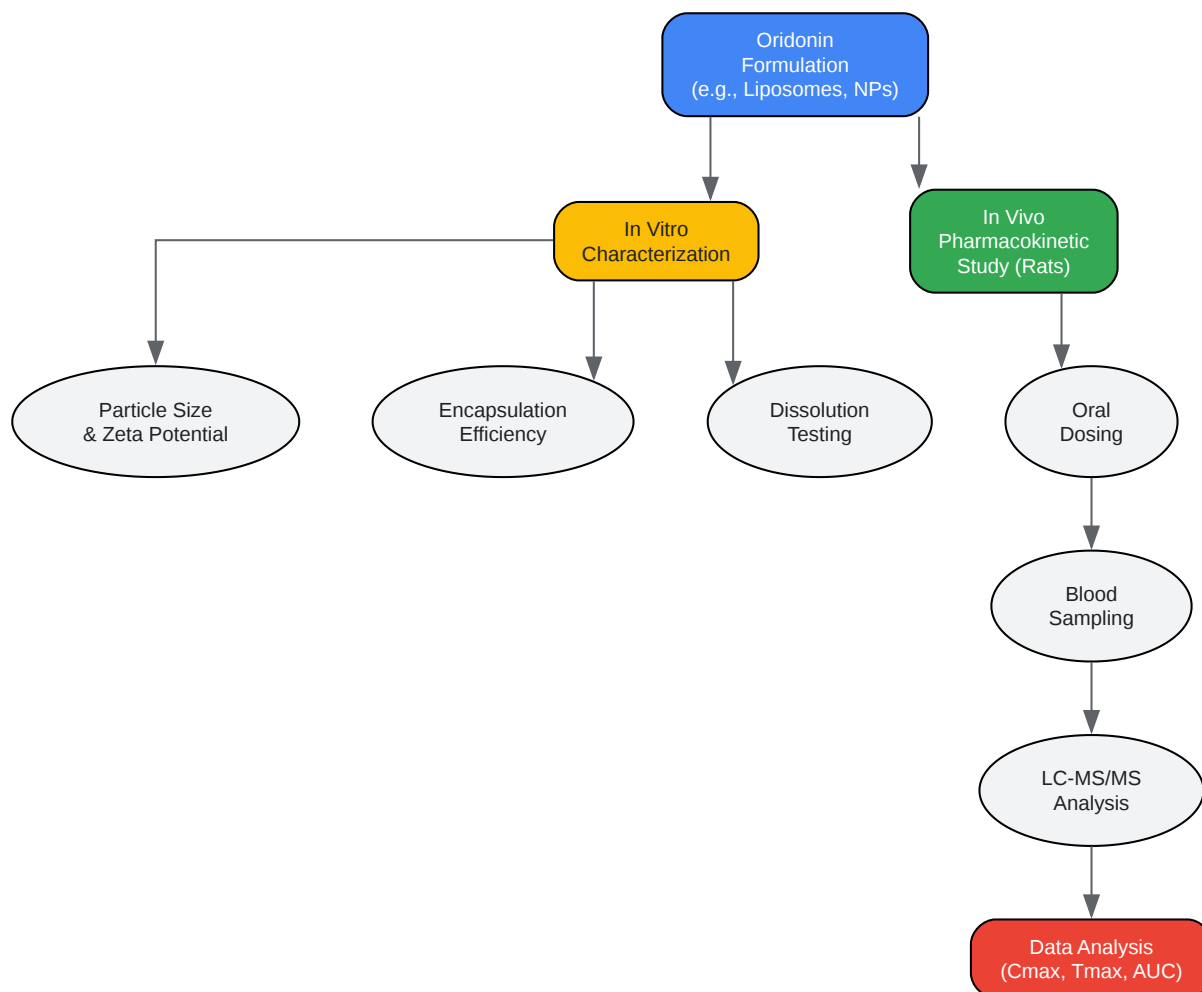 Oridonin
Formulation
(e.g., Liposomes, NPs)
In Vitro
Characterization
In Vivo
Pharmacokinetic
Study (Rats)
Particle Size
& Zeta Potential
Encapsulation
Efficiency
Dissolution
Testing
Oral
Dosing
Blood
Sampling
LC-MS/MS
Analysis
Data Analysis
(Cmax, Tmax, AUC)